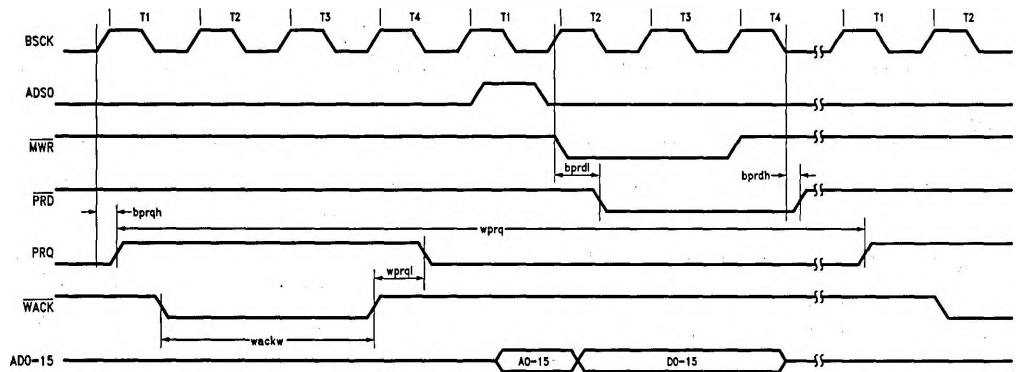 T1 T2 T3 T4 T1 T2 T3 T4 T1 T2
BSCK
ADS0
MWR
bprdl bprdh
PRD
bprqh
wprq
PRQ
wprql
WACK
wackw
AD0-15 A0-15 D0-15